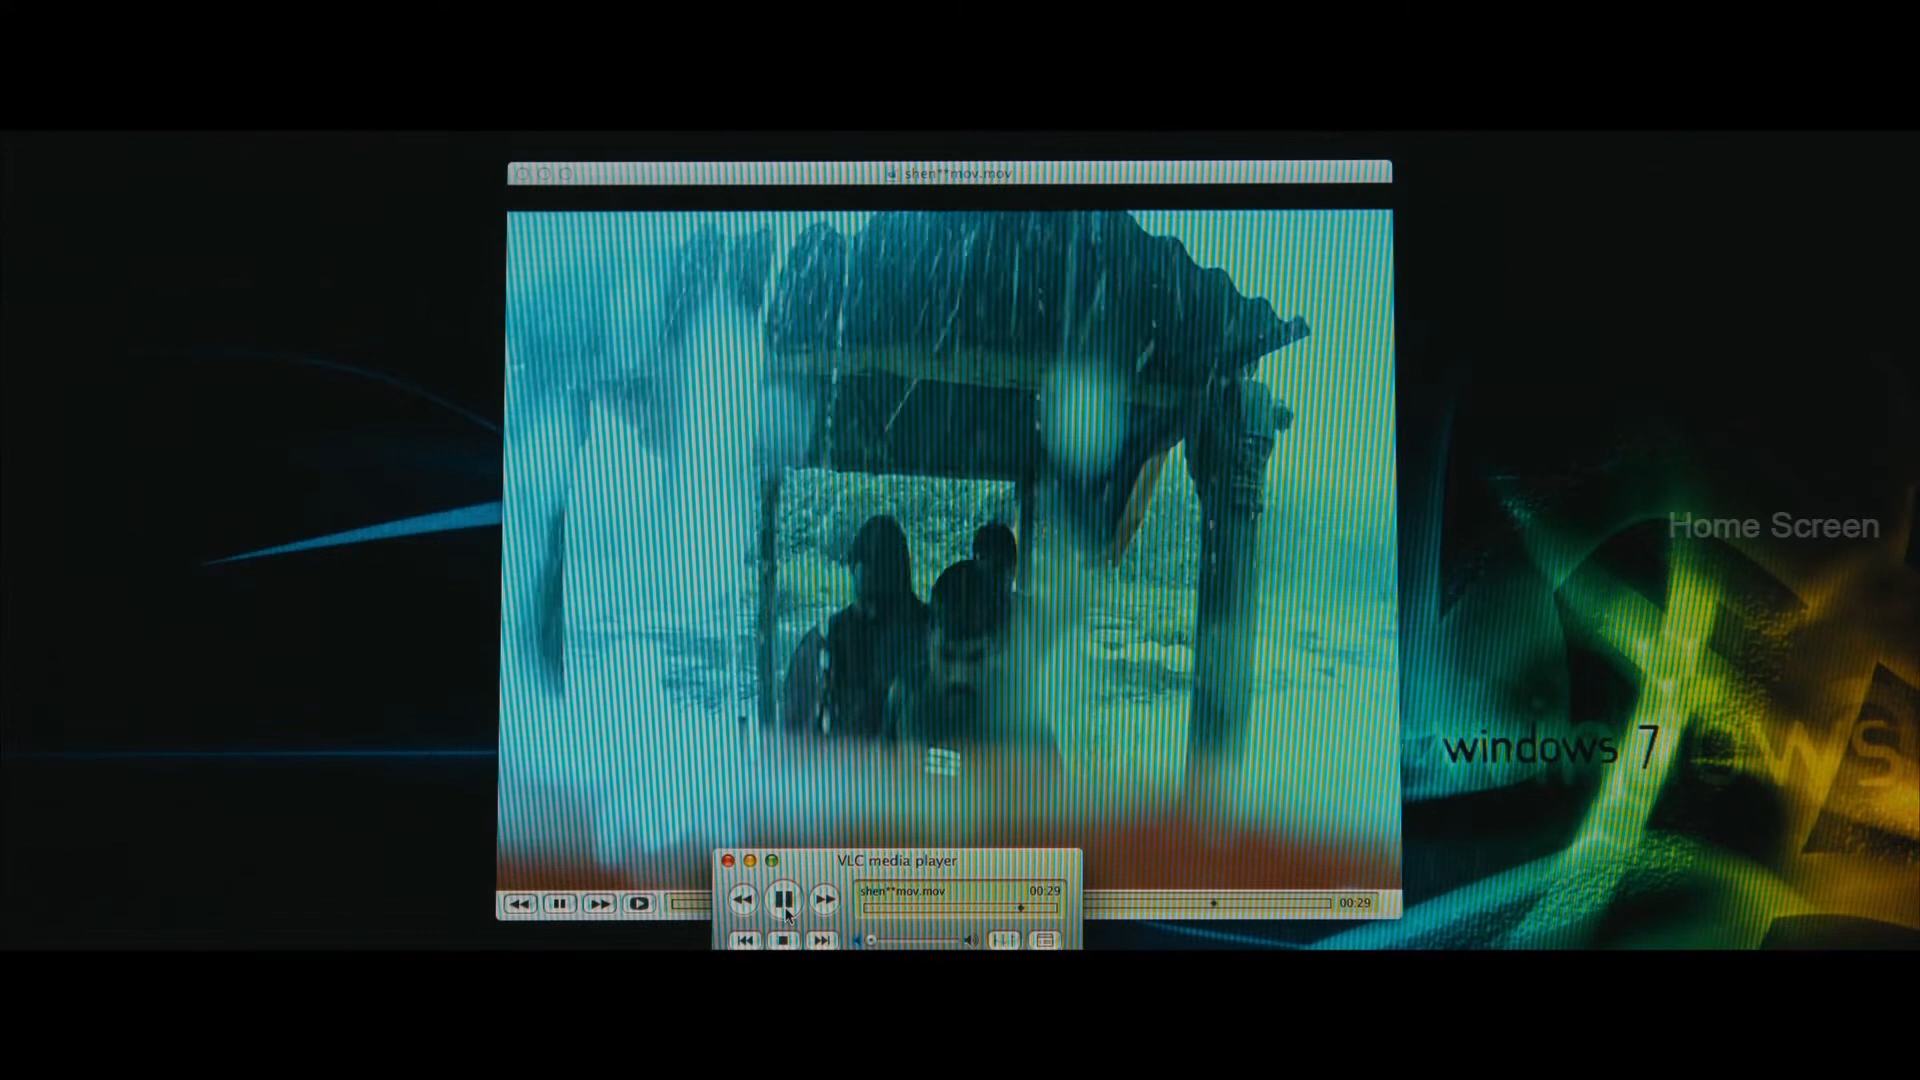 shen**mov.mov
Home Screen
windows 7
VLC media player
shen**mov.mov 00:29
00:29